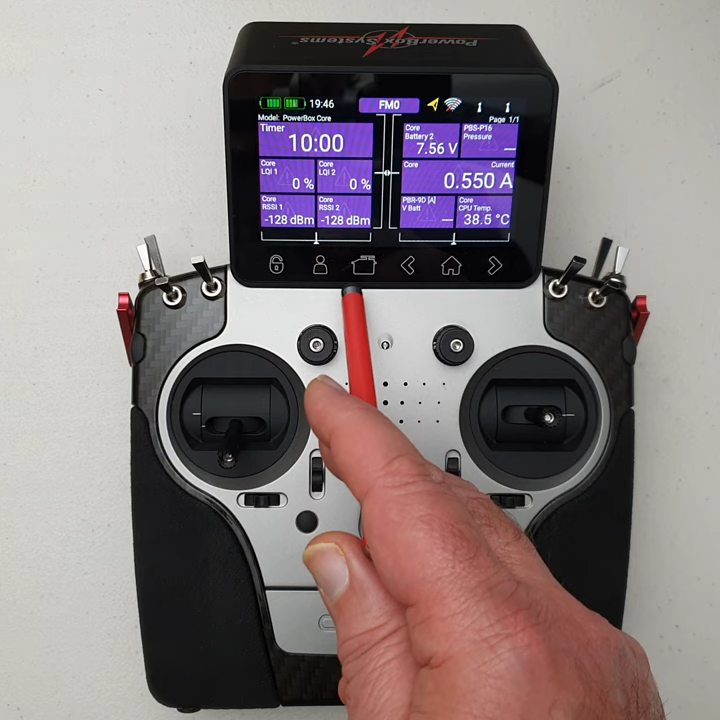 PowerBoxSystems®
19:46 FM0
Model: PowerBox Core Page 1/1
Timer
10:00
Core Core
LQI 1 LQI 2
0 % 0 %
Core Core
RSSI 1 RSSI 2
-128 dBm -128 dBm
Core PBS-P16
Battery 2 Pressure
7.56 V —
Core Current
0.550 A
PBR-9D [A] Core
V Batt CPU Temp.
— 38.5 °C